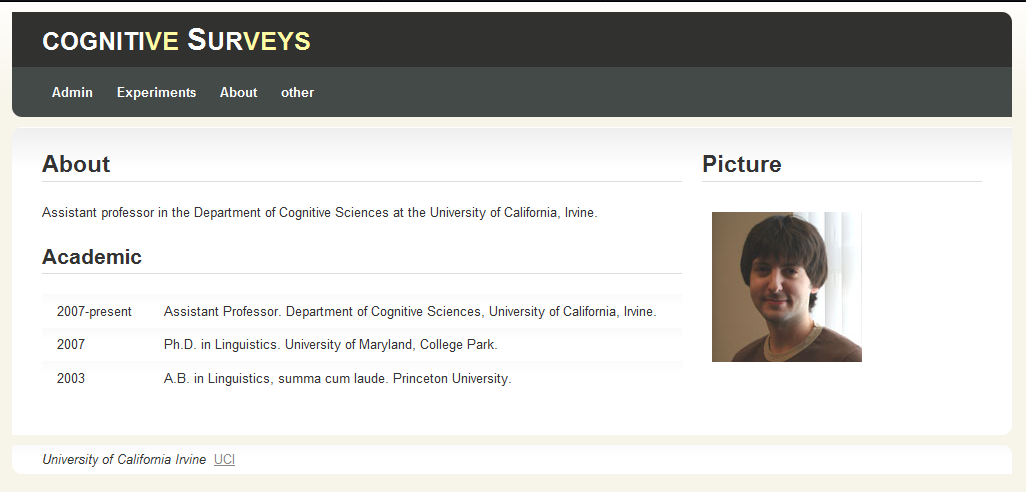 COGNITIVE SURVEYS
Admin Experiments About other
About
Assistant professor in the Department of Cognitive Sciences at the University of California, Irvine.
Academic
2007-present Assistant Professor. Department of Cognitive Sciences, University of California, Irvine.
2007 Ph.D. in Linguistics. University of Maryland, College Park.
2003 A.B. in Linguistics, summa cum laude. Princeton University.
Picture
University of California Irvine UCI